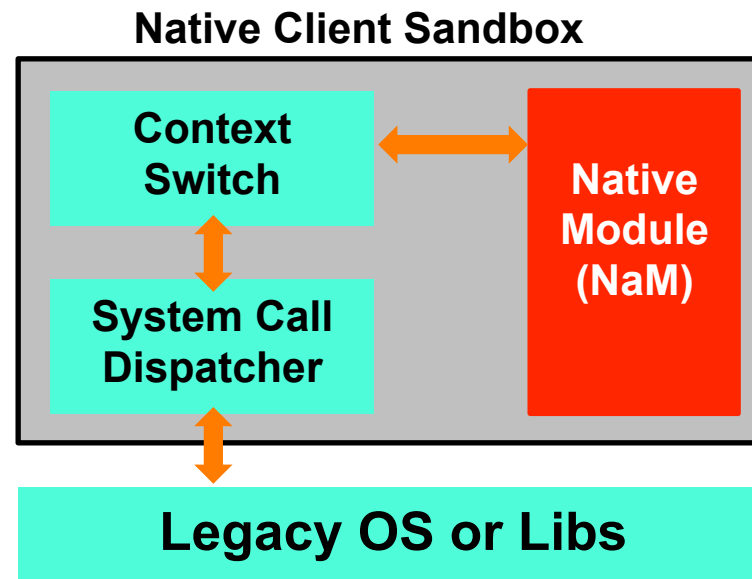 Native Client Sandbox
Context
Switch
Native
Module
(NaM)
System Call
Dispatcher
Legacy OS or Libs